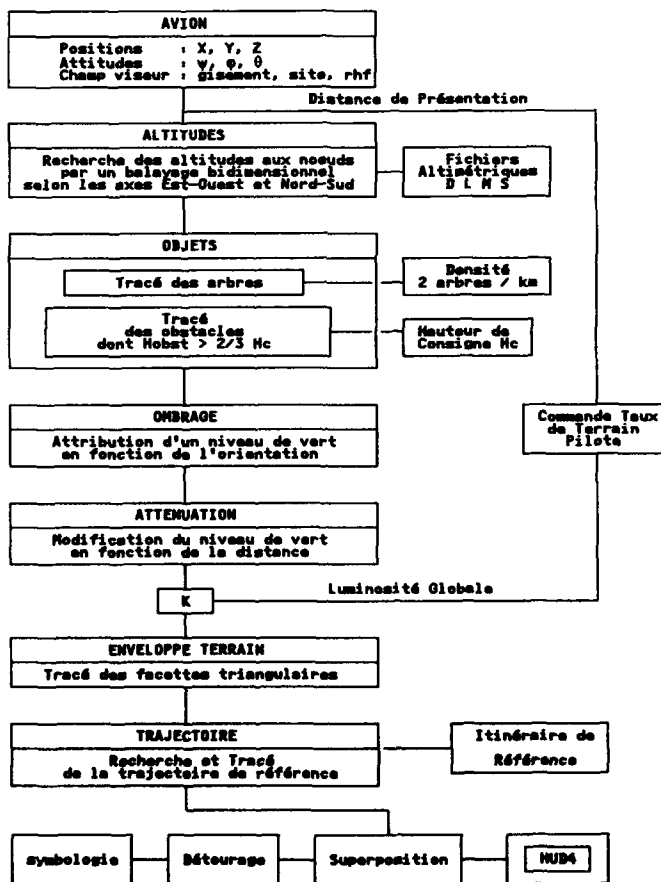 AVION
Positions : X, Y, Z
Attitudes : ψ, φ, θ
Champ viseur : gisement, site, rhf
Distance de Présentation
ALTITUDES
Recherche des altitudes aux noeuds
par un balayage bidimensionnel
selon les axes Est-Ouest et Nord-Sud
Fichiers
Altimétriques
D L M S
OBJETS
Tracé des arbres
Densité
2 arbres / km
Tracé
des obstacles
dont Hobst > 2/3 Hc
Hauteur de
Consigne Hc
OMBRAGE
Attribution d'un niveau de vert
en fonction de l'orientation
Commande Taux
de Terrain
Pilote
ATTENUATION
Modification du niveau de vert
en fonction de la distance
K
Luminosité Globale
ENVELOPPE TERRAIN
Tracé des facettes triangulaires
TRAJECTOIRE
Recherche et Tracé
de la trajectoire de référence
Itinéraire de
Référence
symbologie
Détourage
Superposition
HUD4